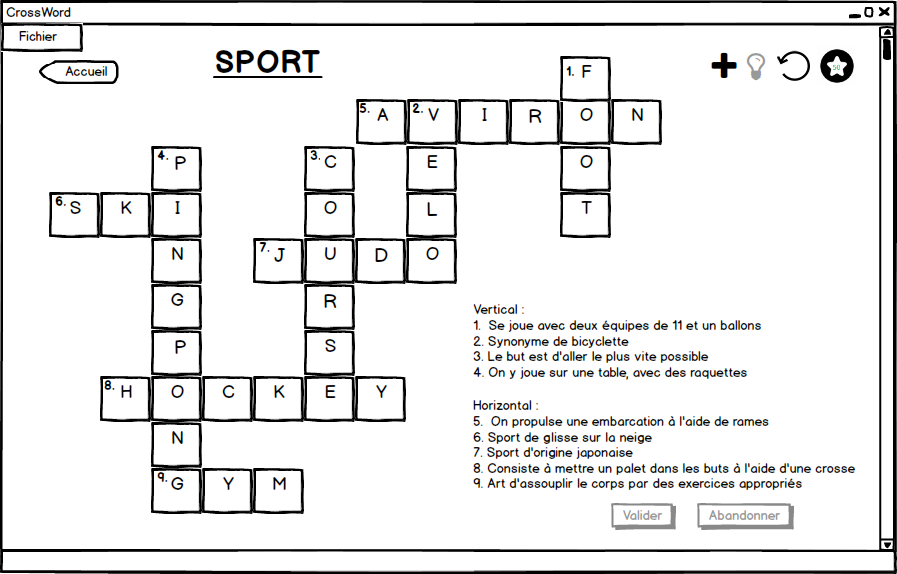 CrossWord
Fichier
Accueil
SPORT
50
1. F
5. A 2. V I R O N
4. P 3. C E O
6. S K I O L T
N 7. J U D O
G R
P S
8. H O C K E Y
N
9. G Y M
Vertical :
1. Se joue avec deux équipes de 11 et un ballons
2. Synonyme de bicyclette
3. Le but est d'aller le plus vite possible
4. On y joue sur une table, avec des raquettes
Horizontal :
5. On propulse une embarcation à l'aide de rames
6. Sport de glisse sur la neige
7. Sport d'origine japonaise
8. Consiste à mettre un palet dans les buts à l'aide d'une crosse
9. Art d'assouplir le corps par des exercices appropriés
Valider Abandonner